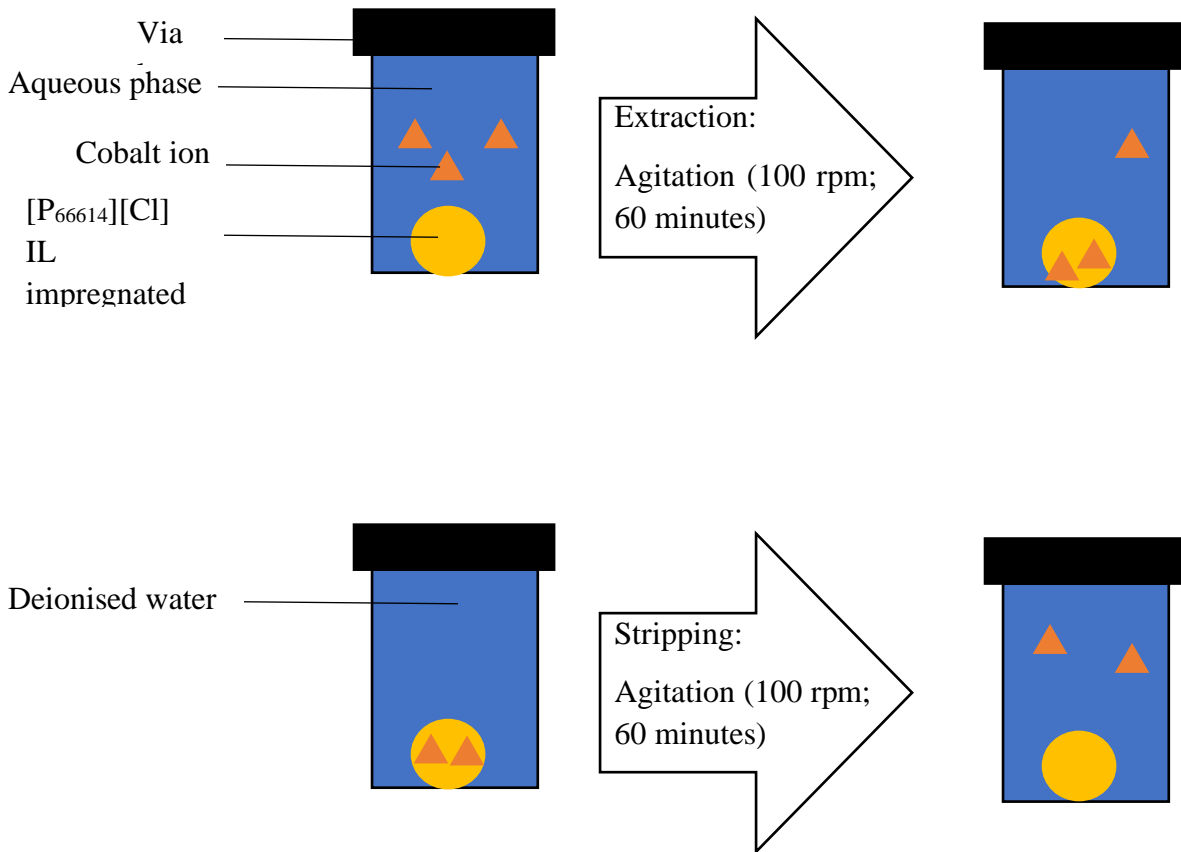 Via
Aqueous phase
Cobalt ion
[P₆₆₆₁₄][Cl]
IL
impregnated
Extraction:
Agitation (100 rpm;
60 minutes)
Deionised water
Stripping:
Agitation (100 rpm;
60 minutes)